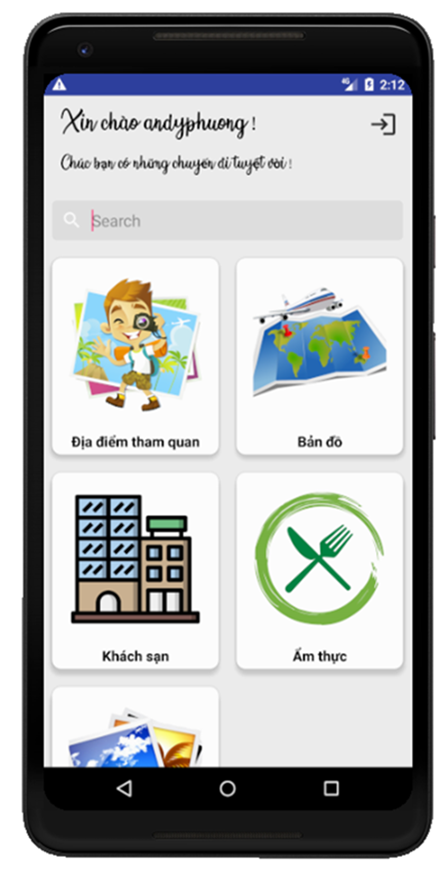 4G 2:12
Xin chào andyphuong !
Chúc bạn có những chuyến đi tuyệt vời !
Search
Địa điểm tham quan
Bản đồ
Khách sạn
Ẩm thực